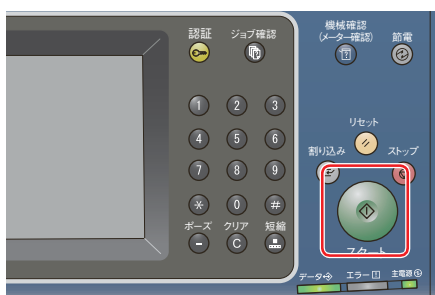 認証 ジョブ確認
機械確認
(メーター確認) 節電
1 2 3
4 5 6
7 8 9
* 0 #
リセット
割り込み ストップ
ポーズ クリア 短縮
- C
スタート
データ エラー 主電源